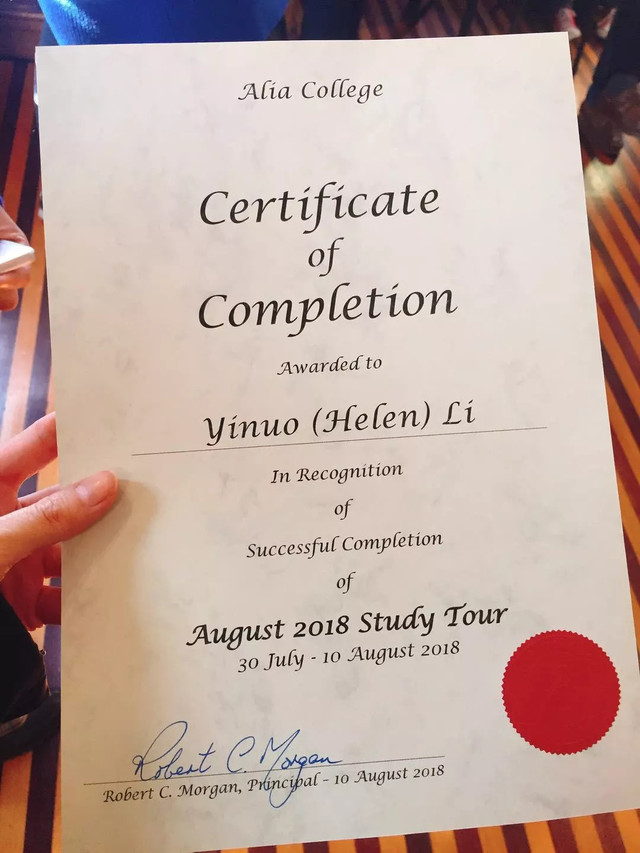 Alia College
Certificate
of
Completion
Awarded to
Yinuo (Helen) Li
In Recognition
of
Successful Completion
of
August 2018 Study Tour
30 July - 10 August 2018
Robert C. Morgan
Robert C. Morgan, Principal - 10 August 2018